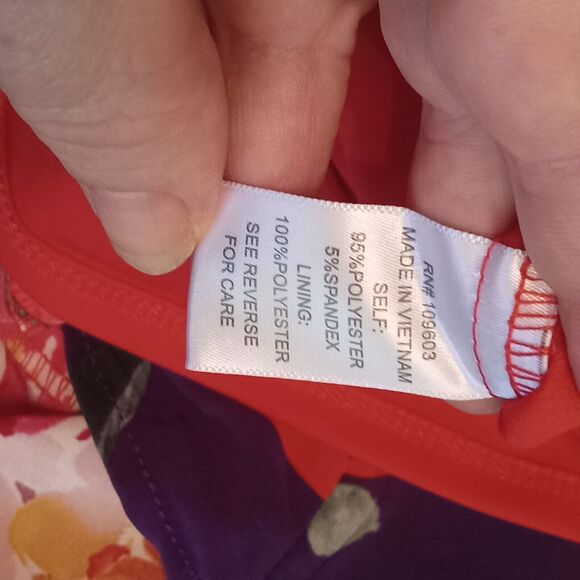 RN# 109603
MADE IN VIETNAM
SELF:
95%POLYESTER
5%SPANDEX
LINING:
100%POLYESTER
SEE REVERSE
FOR CARE